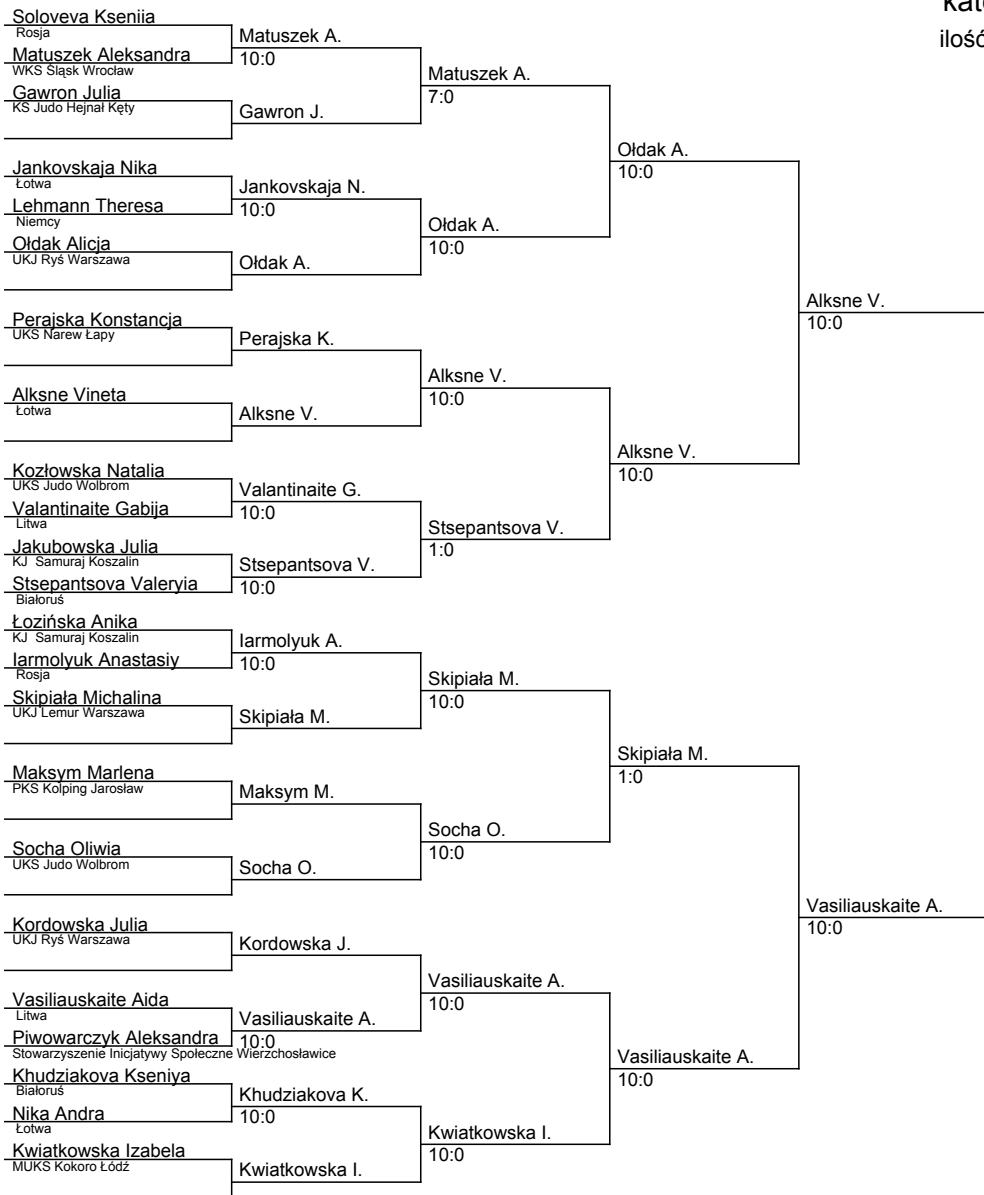 kat
ilość
Soloveva Kseniia
Rosja
Matuszek Aleksandra
WKS Śląsk Wrocław
Gawron Julia
KS Judo Hejnał Kęty
Jankovskaja Nika
Łotwa
Lehmann Theresa
Niemcy
Ołdak Alicja
UKJ Ryś Warszawa
Perajska Konstancja
UKS Narew Łapy
Alksne Vineta
Łotwa
Kozłowska Natalia
UKS Judo Wolbrom
Valantinaite Gabija
Litwa
Jakubowska Julia
KJ Samuraj Koszalin
Stsepantsova Valeryia
Białoruś
Łozińska Anika
KJ Samuraj Koszalin
Iarmolyuk Anastasiy
Rosja
Skipiała Michalina
UKJ Lemur Warszawa
Maksym Marlena
PKS Kolping Jarosław
Socha Oliwia
UKS Judo Wolbrom
Kordowska Julia
UKJ Ryś Warszawa
Vasiliauskaite Aida
Litwa
Piwowarczyk Aleksandra
Stowarzyszenie Inicjatywy Społeczne Wierzchosławice
Khudziakova Kseniya
Białoruś
Nika Andra
Łotwa
Kwiatkowska Izabela
MUKS Kokoro Łódź
Matuszek A.
10:0
Gawron J.
Jankovskaja N.
10:0
Ołdak A.
Perajska K.
Alksne V.
Valantinaite G.
10:0
Stsepantsova V.
10:0
Iarmolyuk A.
10:0
Skipiała M.
Maksym M.
Socha O.
Kordowska J.
Vasiliauskaite A.
10:0
Khudziakova K.
10:0
Kwiatkowska I.
Matuszek A.
7:0
Ołdak A.
10:0
Alksne V.
10:0
Stsepantsova V.
1:0
Skipiała M.
10:0
Socha O.
10:0
Vasiliauskaite A.
10:0
Kwiatkowska I.
10:0
Ołdak A.
10:0
Alksne V.
10:0
Skipiała M.
1:0
Vasiliauskaite A.
10:0
Alksne V.
10:0
Vasiliauskaite A.
10:0